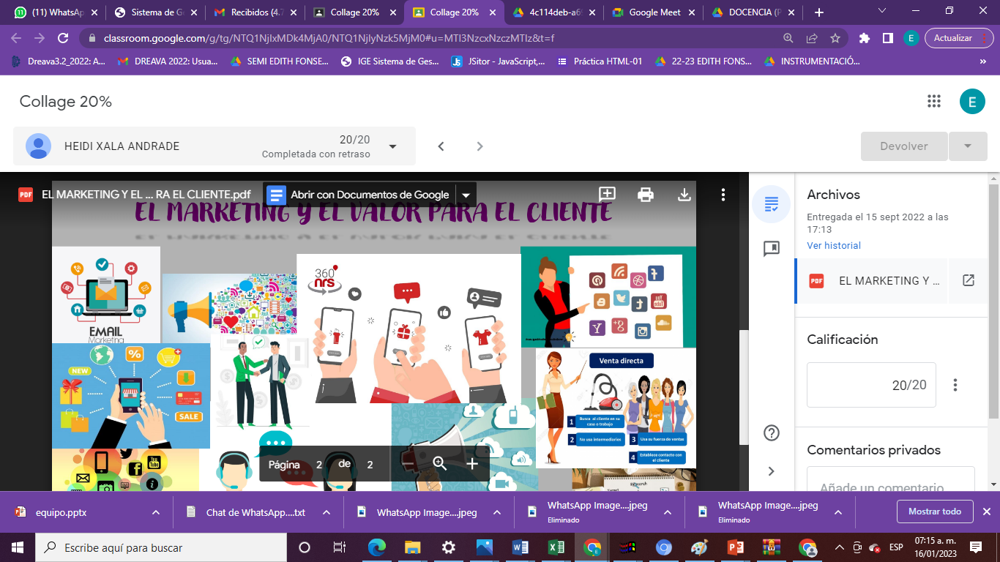 (11) WhatsAp
Sistema de G
Recibidos (4.7
Collage 20%
Collage 20%
4c114deb-a69
Google Meet
DOCENCIA (P
classroom.google.com/g/tg/NTQ1NjIxMDk4MjA0/NTQ1NjIyNzk5MjM0#u=MTI3NzcxNzczMTIz&t=f
Actualizar
Dreava3.2_2022: A...
DREAVA 2022: Usua...
SEMI EDITH FONSE...
IGE Sistema de Ges...
JSitor - JavaScript,...
Práctica HTML-01
22-23 EDITH FONS...
INSTRUMENTACIÓ...
Collage 20%
E
HEIDI XALA ANDRADE
20/20
Completada con retraso
Devolver
PDF
EL MARKETING Y EL ... RA EL CLIENTE.pdf
Abrir con Documentos de Google
EL MARKETING Y EL VALOR PARA EL CLIENTE
EMAIL
Marketing
360°
nrs
Venta directa
1 Busca al cliente en su casa o trabajo
2 No usa intermediarios
3 Usa su fuerza de ventas
4 Establece contacto con el cliente
NEW
%
SALE
You Tube
Research
Página 2 de 2
Archivos
Entregada el 15 sept 2022 a las
17:13
Ver historial
PDF
EL MARKETING Y ...
Calificación
20/20
Comentarios privados
Añade un comentario
equipo.pptx
Chat de WhatsApp....txt
WhatsApp Image....jpeg
WhatsApp Image....jpeg
Eliminado
WhatsApp Image....jpeg
Eliminado
Mostrar todo
Escribe aquí para buscar
ESP
07:15 a. m.
16/01/2023